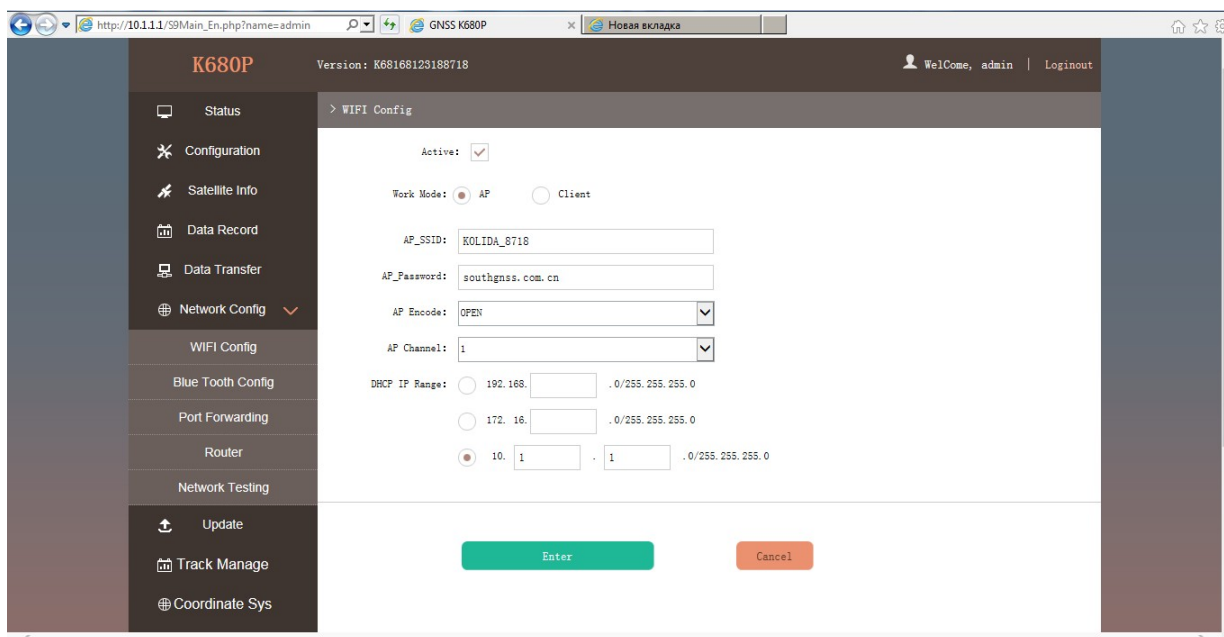 http://10.1.1.1/S9Main_En.php?name=admin
GNSS K680P
Новая вкладка
K680P
Version: K68168123188718
WelCome, admin | Loginout
Status
> WIFI Config
Configuration
Active:
Satellite Info
Work Mode: AP Client
Data Record
AP_SSID: KOLIDA_8718
Data Transfer
AP_Password: southgnss.com.cn
Network Config
AP Encode: OPEN
WIFI Config
AP Channel: 1
Blue Tooth Config
DHCP IP Range: 192.168. .0/255.255.255.0
Port Forwarding
172. 16. .0/255.255.255.0
Router
10. 1 . 1 .0/255.255.255.0
Network Testing
Update
Enter
Cancel
Track Manage
Coordinate Sys